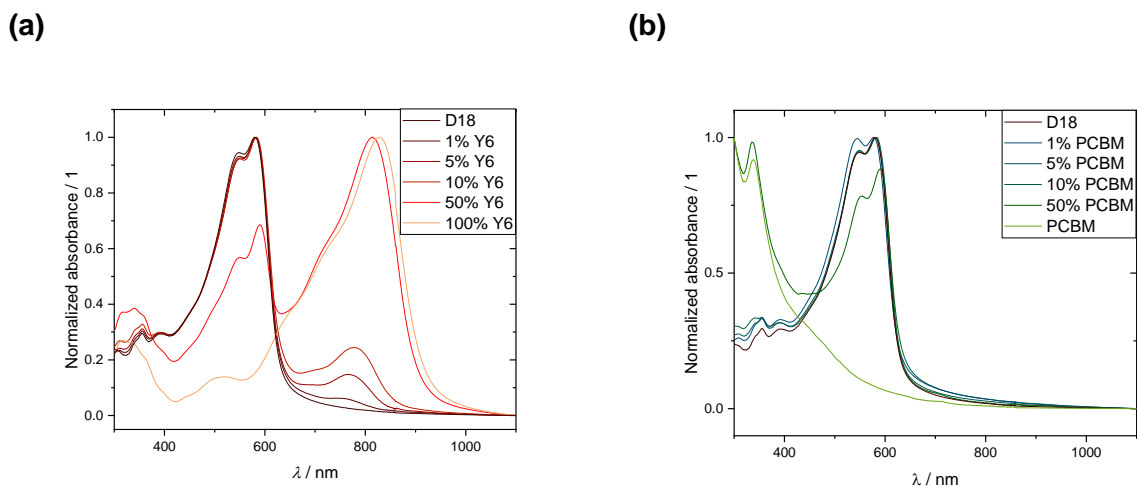 (a)
(b)
Normalized absorbance / 1
1.0
0.8
0.6
0.4
0.2
0.0
400
600
800
1000
λ / nm
D18
1% Y6
5% Y6
10% Y6
50% Y6
100% Y6
Normalized absorbance / 1
1.0
0.5
0.0
400
600
800
1000
λ / nm
D18
1% PCBM
5% PCBM
10% PCBM
50% PCBM
PCBM